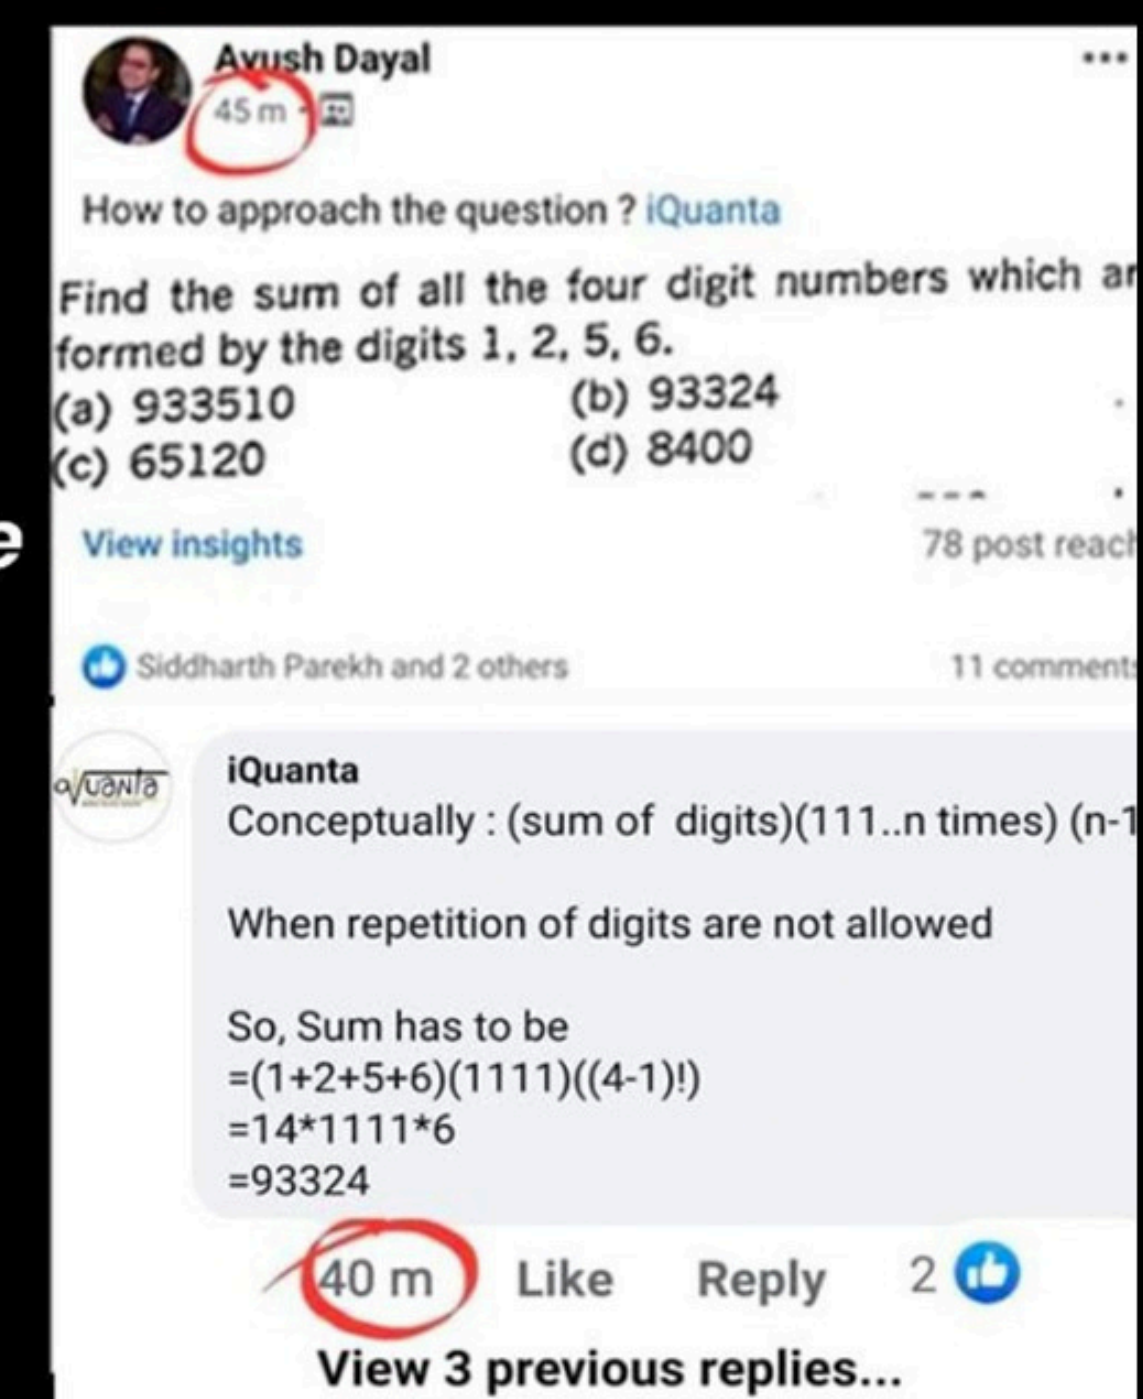 Ayush Dayal
45 m
How to approach the question ? iQuanta
Find the sum of all the four digit numbers which ar
formed by the digits 1, 2, 5, 6.
(a) 933510 (b) 93324
(c) 65120 (d) 8400
e
View insights 78 post reach
Siddharth Parekh and 2 others 11 comments
QUANTA
iQuanta
Conceptually : (sum of digits)(111..n times) (n-1
When repetition of digits are not allowed
So, Sum has to be
=(1+2+5+6)(1111)((4-1)!)
=14*1111*6
=93324
40 m Like Reply 2
View 3 previous replies...